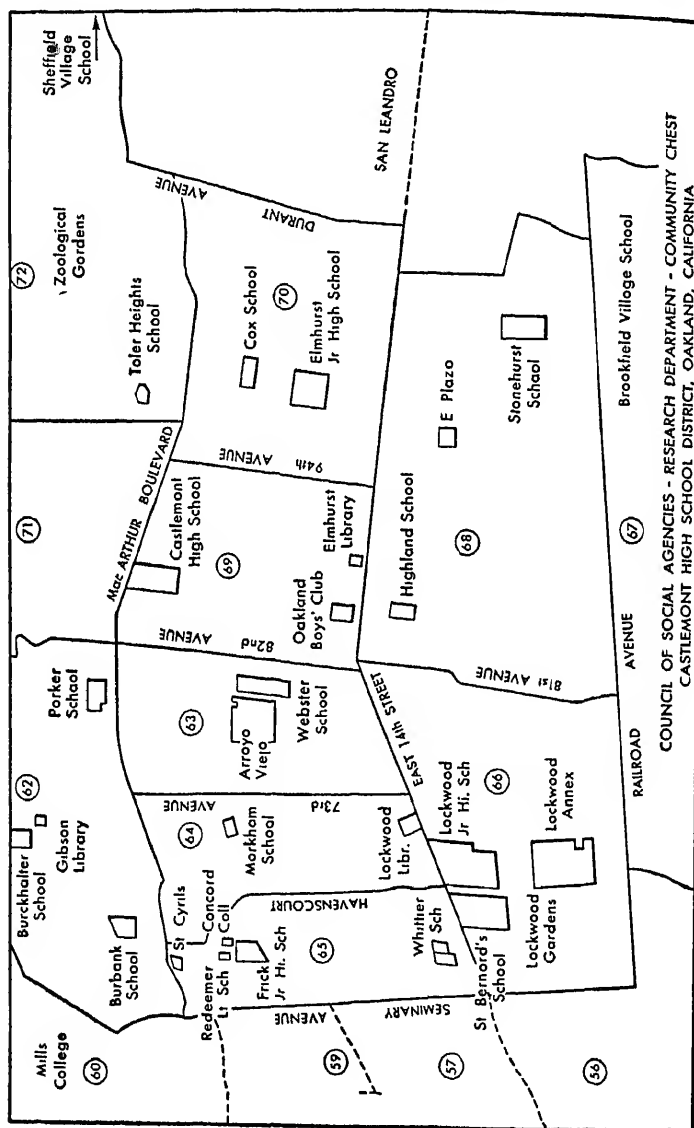 Sheffield
Village
School
72
Zoological
Gordens
Toler Heights
School
71
Porker
Schaol
62
Burckhalter
School
Gibson
Library
Burbank
School
Mills
College
60
Mac ARTHUR BOULEVARD
DURANT AVENUE
Cox School
70
Elmhurst
Jr High School
94th AVENUE
Castlemont
High School
69
Elmhurst
Library
Oakland
Boys' Club
82nd AVENUE
63
Arroyo
Viejo
Webster
School
73rd AVENUE
64
Morkham
School
Lockwood
Libr.
St Cyrils
Concord
Coll
Redeemer
Lt Sch
Frick
Jr Hi. Sch
HAVENSCOURT
65
Whittier
Sch
St Bernord's
School
SEMINARY AVENUE
59
57
56
SAN LEANDRO
EAST 14th STREET
E Plazo
Stonehurst
Schaol
Highland School
68
81st AVENUE
66
Lockwood
Jr Hi. Sch
Lockwood
Annex
Lockwood
Gardens
Brookfield Village School
67
RAILROAD AVENUE
COUNCIL OF SOCIAL AGENCIES - RESEARCH DEPARTMENT - COMMUNITY CHEST
CASTLEMONT HIGH SCHOOL DISTRICT, OAKLAND, CALIFORNIA